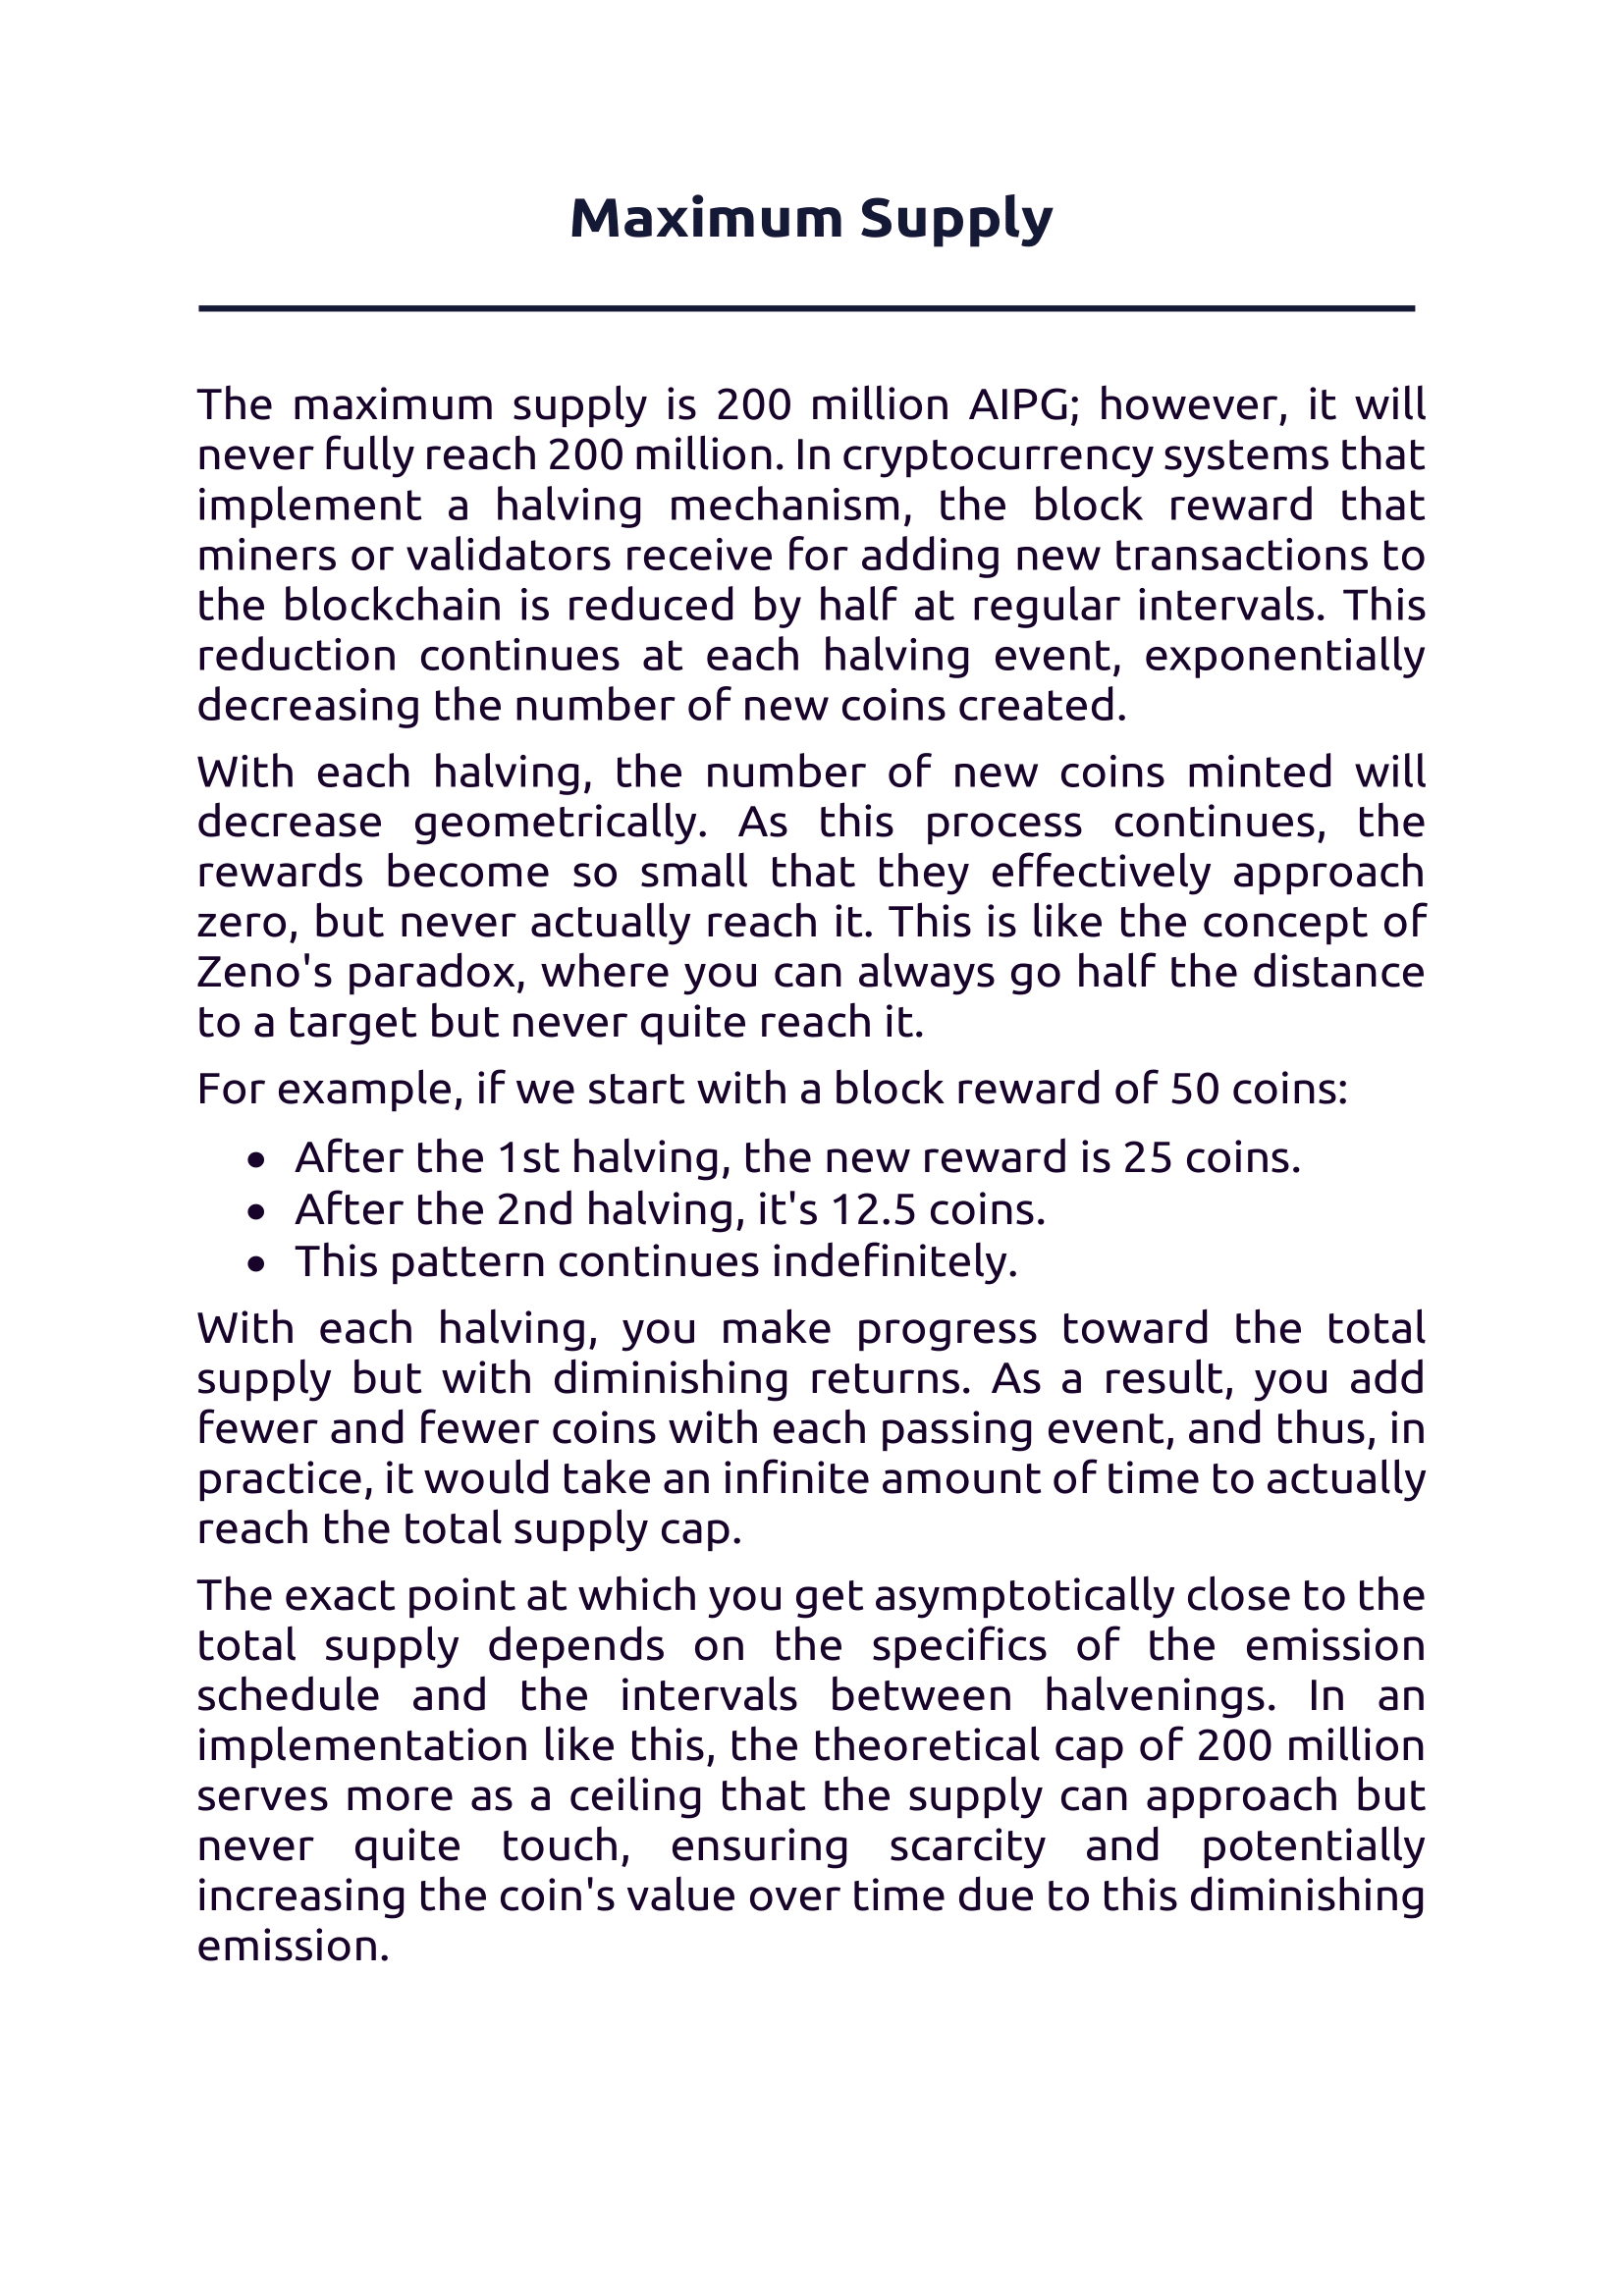 Maximum Supply
The maximum supply is 200 million AIPG; however, it will
never fully reach 200 million. In cryptocurrency systems that
implement a halving mechanism, the block reward that
miners or validators receive for adding new transactions to
the blockchain is reduced by half at regular intervals. This
reduction continues at each halving event, exponentially
decreasing the number of new coins created.
With each halving, the number of new coins minted will
decrease geometrically. As this process continues, the
rewards become so small that they effectively approach
zero, but never actually reach it. This is like the concept of
Zeno's paradox, where you can always go half the distance
to a target but never quite reach it.
For example, if we start with a block reward of 50 coins:
• After the 1st halving, the new reward is 25 coins.
• After the 2nd halving, it's 12.5 coins.
• This pattern continues indefinitely.
With each halving, you make progress toward the total
supply but with diminishing returns. As a result, you add
fewer and fewer coins with each passing event, and thus, in
practice, it would take an infinite amount of time to actually
reach the total supply cap.
The exact point at which you get asymptotically close to the
total supply depends on the specifics of the emission
schedule and the intervals between halvenings. In an
implementation like this, the theoretical cap of 200 million
serves more as a ceiling that the supply can approach but
never quite touch, ensuring scarcity and potentially
increasing the coin's value over time due to this diminishing
emission.